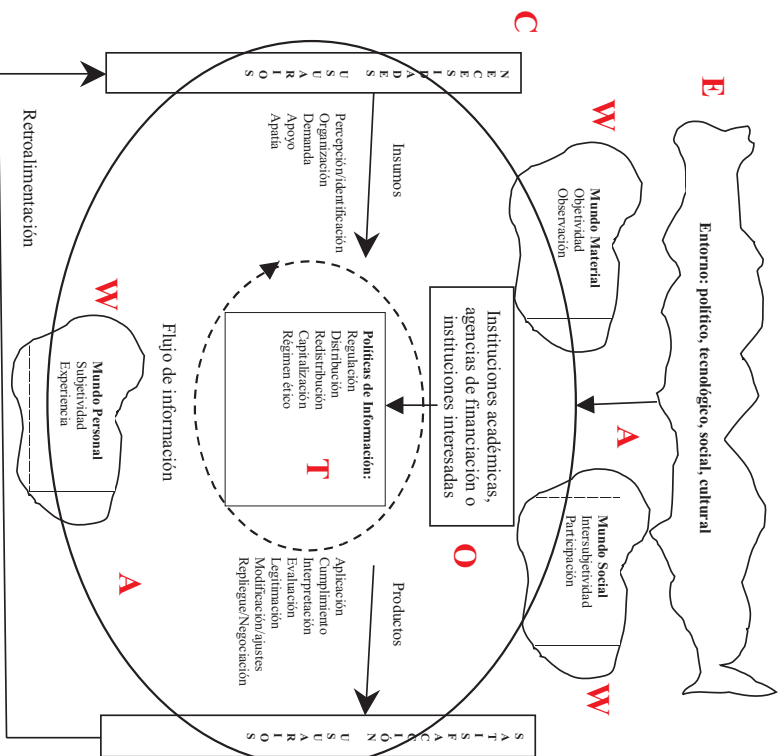 E
Entorno: político, tecnológico, social, cultural
W
Mundo Material
Objetividad
Observación
A
Mundo Social
Intersubjetividad
Participación
W
C
NECESIDADES USUARIOS
Instituciones académicas,
agencias de financiación o
instituciones interesadas
O
SATISFACCIÓN USUARIOS
Insumos
Percepción/identificación
Organización
Demanda
Apoyo
Apatía
Políticas de Información:
Regulación
Distribución
Redistribución
Capitalización
Régimen ético
T
Productos
Aplicación
Cumplimiento
Interpretación
Evaluación
Legitimación
Modificación/ajustes
Repliegue/Negociación
Flujo de información
W
Mundo Personal
Subjetividad
Experiencia
A
Retroalimentación